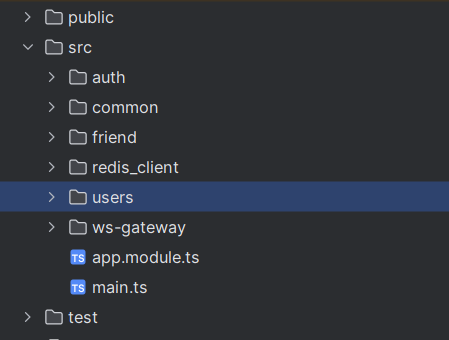 public
src
auth
common
friend
redis_client
users
ws-gateway
TS app.module.ts
TS main.ts
test